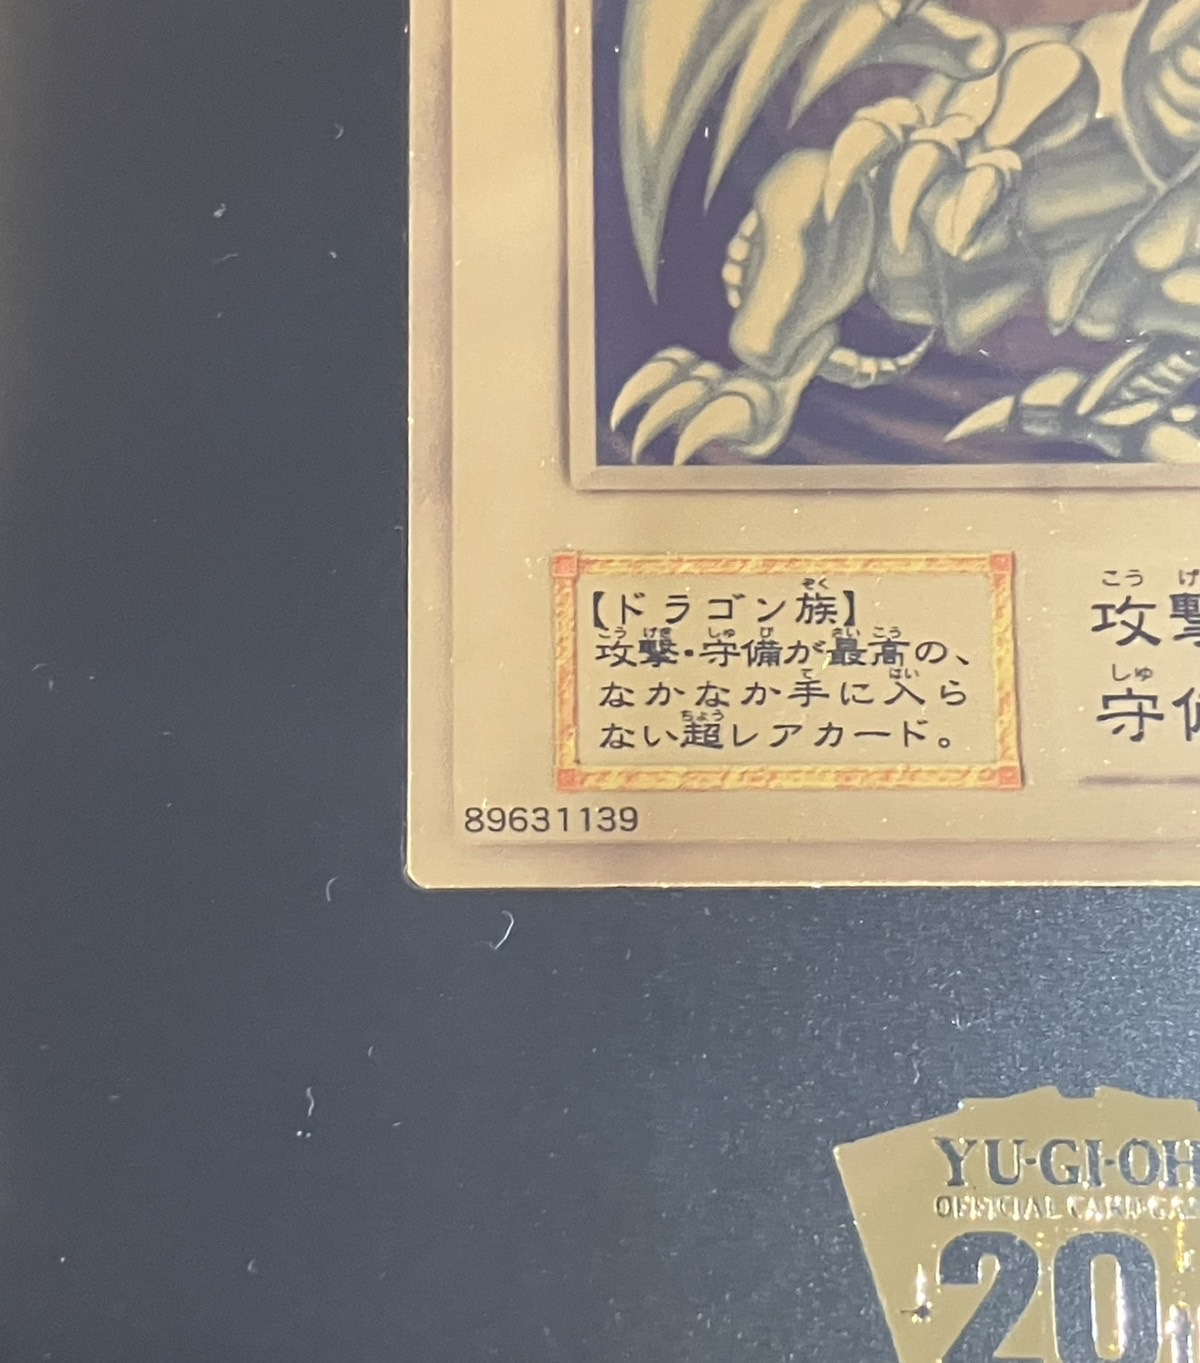 【ドラゴン族】
攻撃・守備が最高の、
なかなか手に入ら
ない超レアカード。
攻撃
守備
89631139
YU-GI-OH
OFFICIAL CARD GA
20